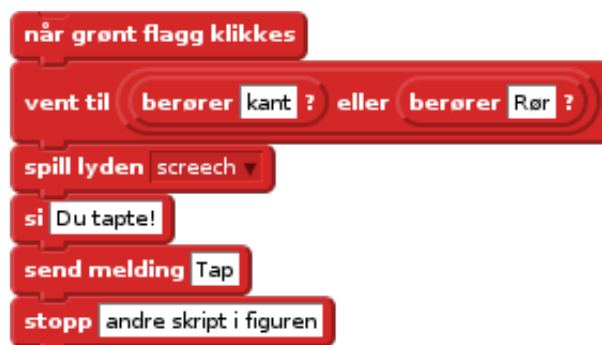 når grønt flagg klikkes
vent til berører kant ? eller berører Rør ?
spill lyden screech
si Du tapte!
send melding Tap
stopp andre skript i figuren